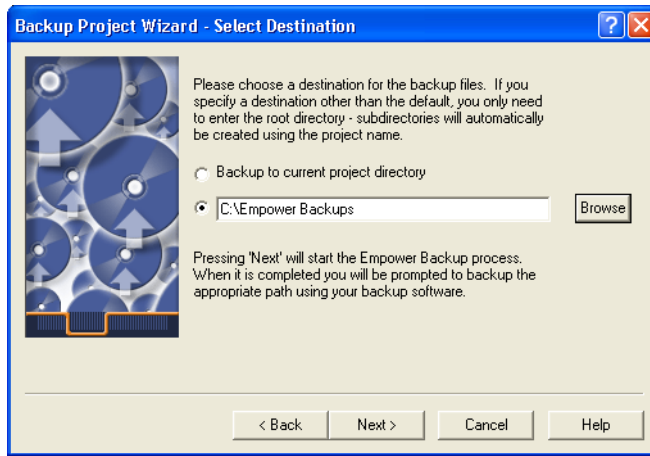 Backup Project Wizard - Select Destination
Please choose a destination for the backup files. If you
specify a destination other than the default, you only need
to enter the root directory - subdirectories will automatically
be created using the project name.
Backup to current project directory
C:\Empower Backups
Browse
Pressing 'Next' will start the Empower Backup process.
When it is completed you will be prompted to backup the
appropriate path using your backup software.
< Back
Next >
Cancel
Help